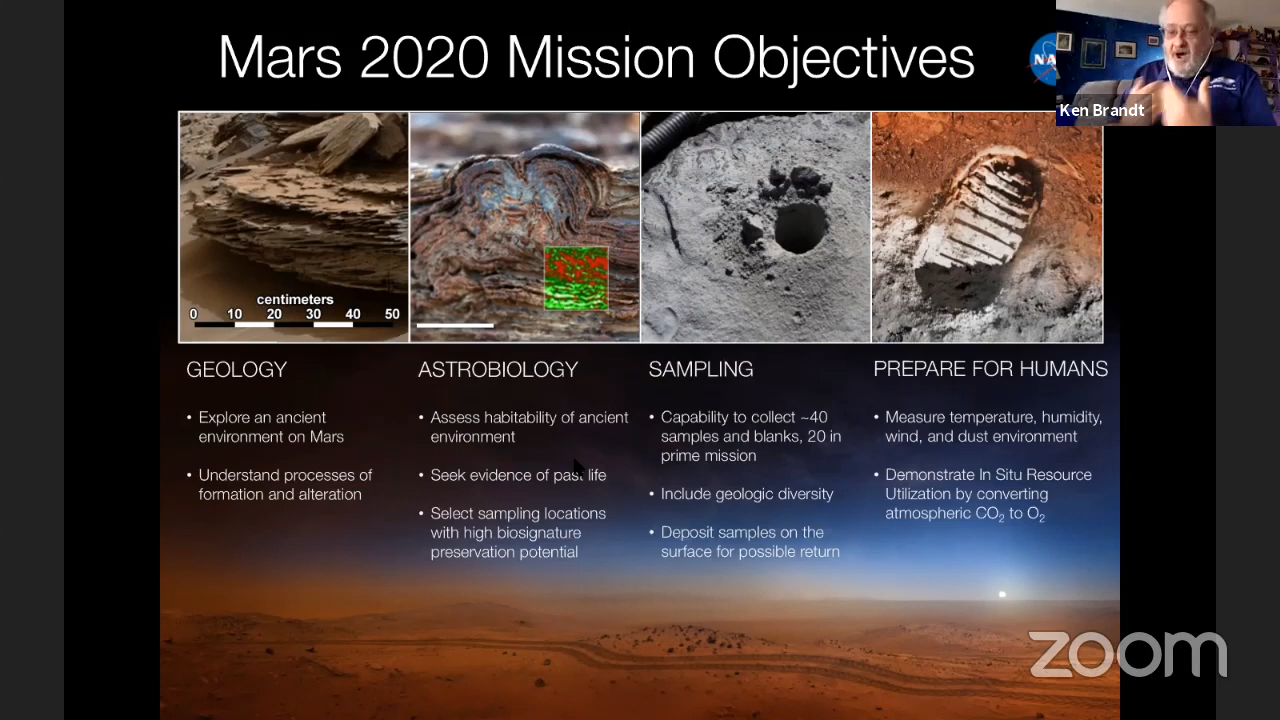 Mars 2020 Mission Objectives
NA
Ken Brandt
centimeters
0 10 20 30 40 50
GEOLOGY
• Explore an ancient
environment on Mars
• Understand processes of
formation and alteration
ASTROBIOLOGY
• Assess habitability of ancient
environment
• Seek evidence of past life
• Select sampling locations
with high biosignature
preservation potential
SAMPLING
• Capability to collect ~40
samples and blanks, 20 in
prime mission
• Include geologic diversity
• Deposit samples on the
surface for possible return
PREPARE FOR HUMANS
• Measure temperature, humidity,
wind, and dust environment
• Demonstrate In Situ Resource
Utilization by converting
atmospheric CO₂ to O₂
zoom